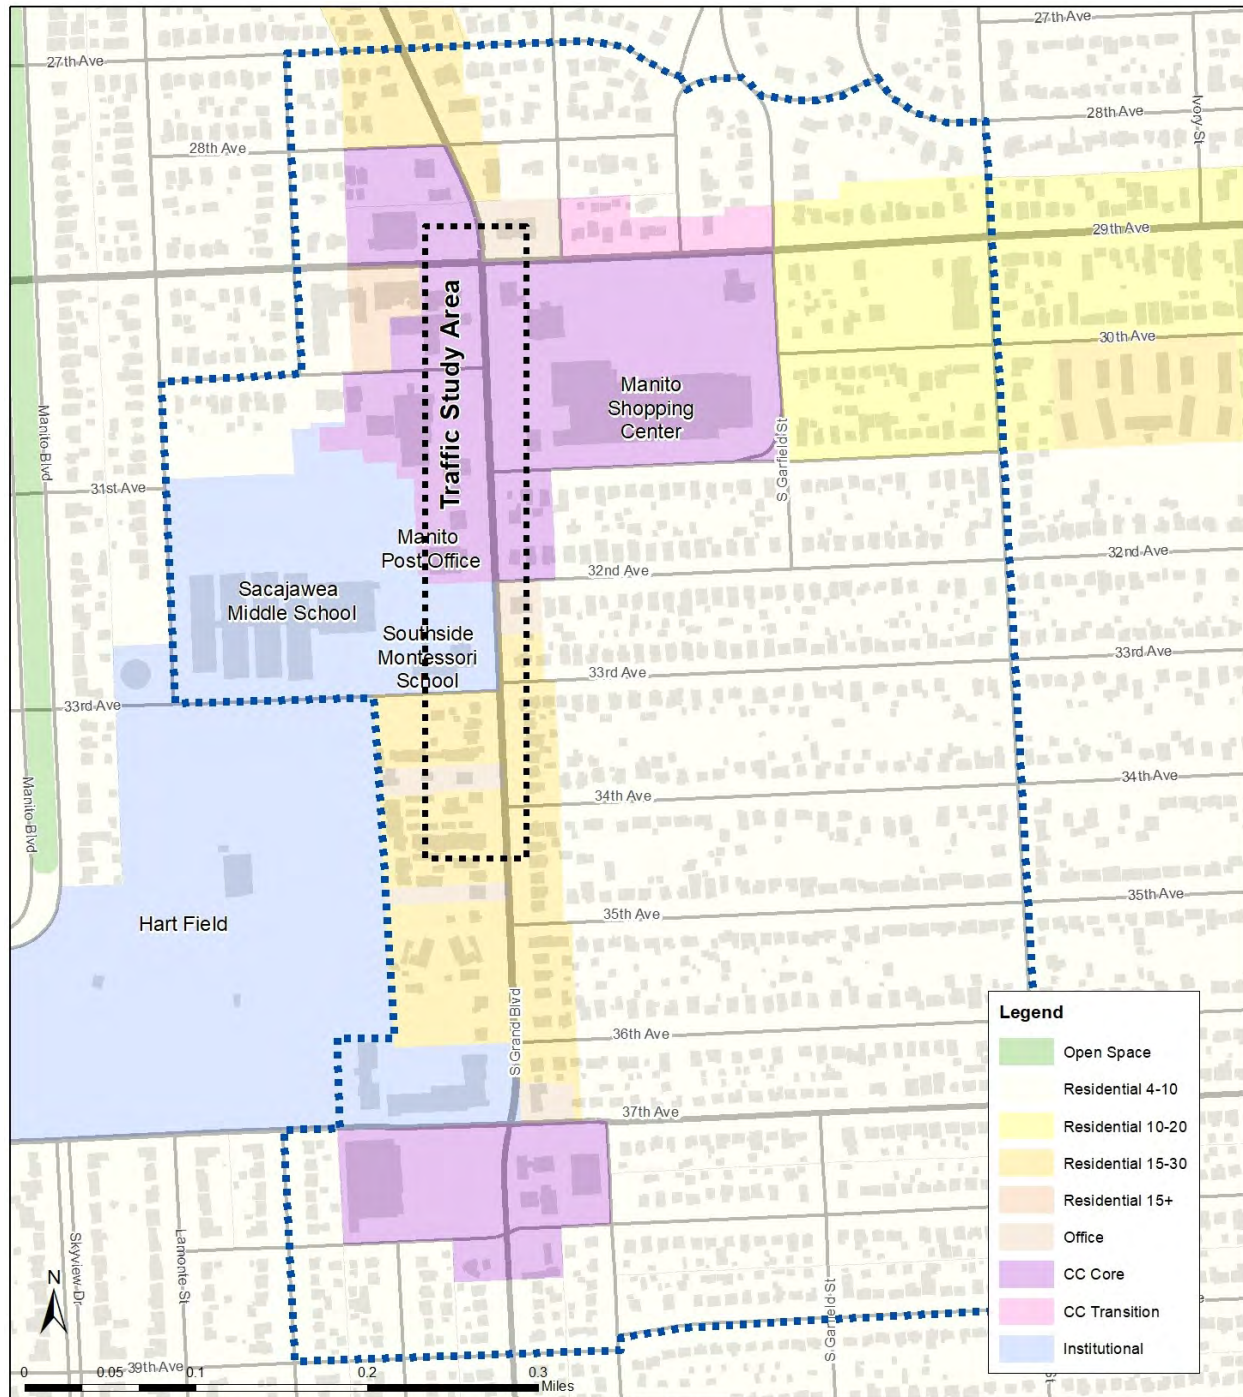 27th Ave
27th Ave
Ivory St
28th Ave
28th Ave
29th Ave
30th Ave
Traffic Study Area
Manito
Shopping
Center
Manito Blvd
S Garfield St
31st Ave
Manito
Post Office
32nd Ave
32nd Ave
Sacajawea
Middle School
Southside
Montessori
School
33rd Ave
33rd Ave
33rd Ave
Manito Blvd
34th Ave
34th Ave
35th Ave
35th Ave
Hart Field
S Grand Blvd
36th Ave
37th Ave
Legend
Open Space
Residential 4-10
Residential 10-20
Residential 15-30
Residential 15+
Office
CC Core
CC Transition
Institutional
Skyview Dr
Lamonte St
S Garfield St
St
N
39th Ave
0 0.05 0.1 0.2 0.3
Miles